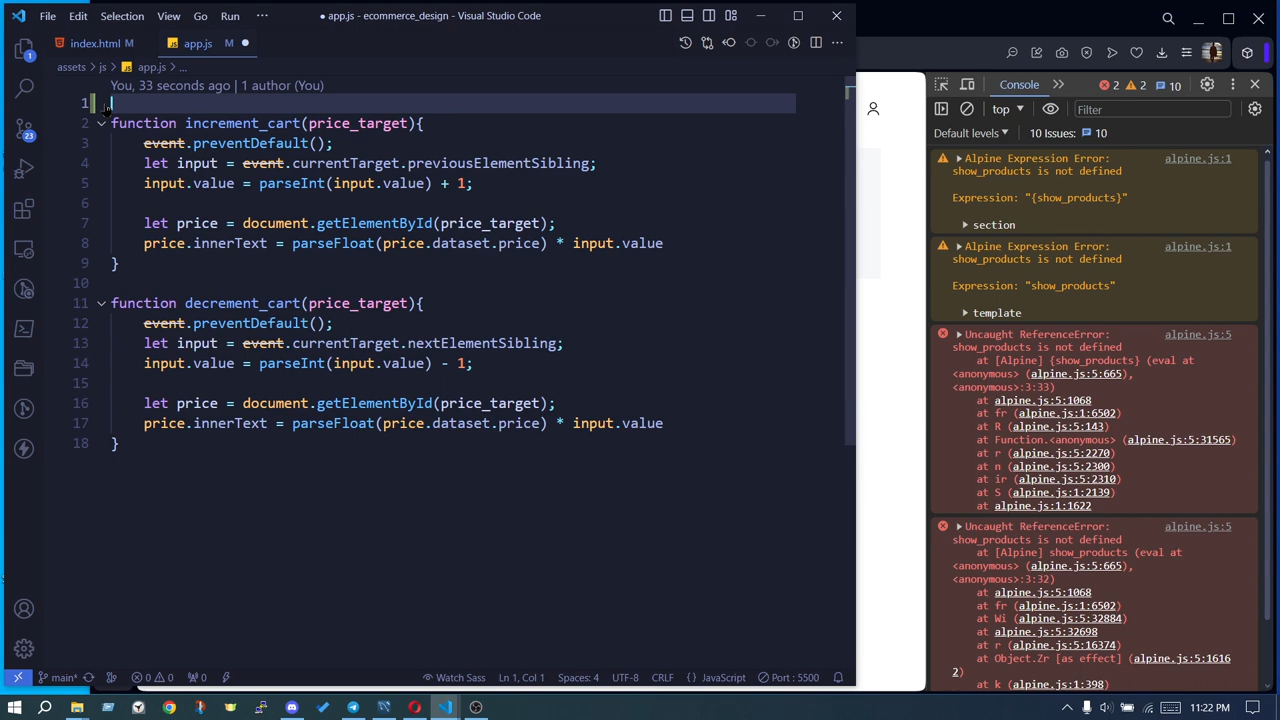 File Edit Selection View Go ··· ● app.js - ecommerce_design - Visual Studio Code
index.html M app.js M ●
assets > js > app.js > ...
You, 33 seconds ago | 1 author (You)
1
2 function increment_cart(price_target){
3 event.preventDefault();
4 let input = event.currentTarget.previousElementSibling;
5 input.value = parseInt(input.value) + 1;
6
7 let price = document.getElementById(price_target);
8 price.innerText = parseFloat(price.dataset.price) * input.value
9 }
10
11 function decrement_cart(price_target){
12 event.preventDefault();
13 let input = event.currentTarget.nextElementSibling;
14 input.value = parseInt(input.value) - 1;
15
16 let price = document.getElementById(price_target);
17 price.innerText = parseFloat(price.dataset.price) * input.value
18 }
1
23
main* 0 0 0 Watch Sass Ln 1, Col 1 Spaces: 4 UTF-8 CRLF {} JavaScript Port : 5500
Console » 2 2 10
top Filter
Default levels 10 Issues: 10
Alpine Expression Error: alpine.js:1
show_products is not defined
Expression: "{show_products}"
section
Alpine Expression Error: alpine.js:1
show_products is not defined
Expression: "show_products"
template
Uncaught ReferenceError: alpine.js:5
show_products is not defined
at [Alpine] {show_products} (eval at
<anonymous> (alpine.js:5:665),
<anonymous>:3:33)
at alpine.js:5:1068
at fr (alpine.js:1:6502)
at R (alpine.js:5:143)
at Function.<anonymous> (alpine.js:5:31565)
at r (alpine.js:5:2270)
at n (alpine.js:5:2300)
at ir (alpine.js:5:2310)
at S (alpine.js:1:2139)
at alpine.js:1:1622
Uncaught ReferenceError: alpine.js:5
show_products is not defined
at [Alpine] show_products (eval at
<anonymous> (alpine.js:5:665),
<anonymous>:3:32)
at alpine.js:5:1068
at fr (alpine.js:1:6502)
at Wi (alpine.js:5:32884)
at alpine.js:5:32698
at r (alpine.js:5:16374)
at Object.Zr [as effect] (alpine.js:5:1616
2)
at k (alpine.js:1:398)
11:22 PM